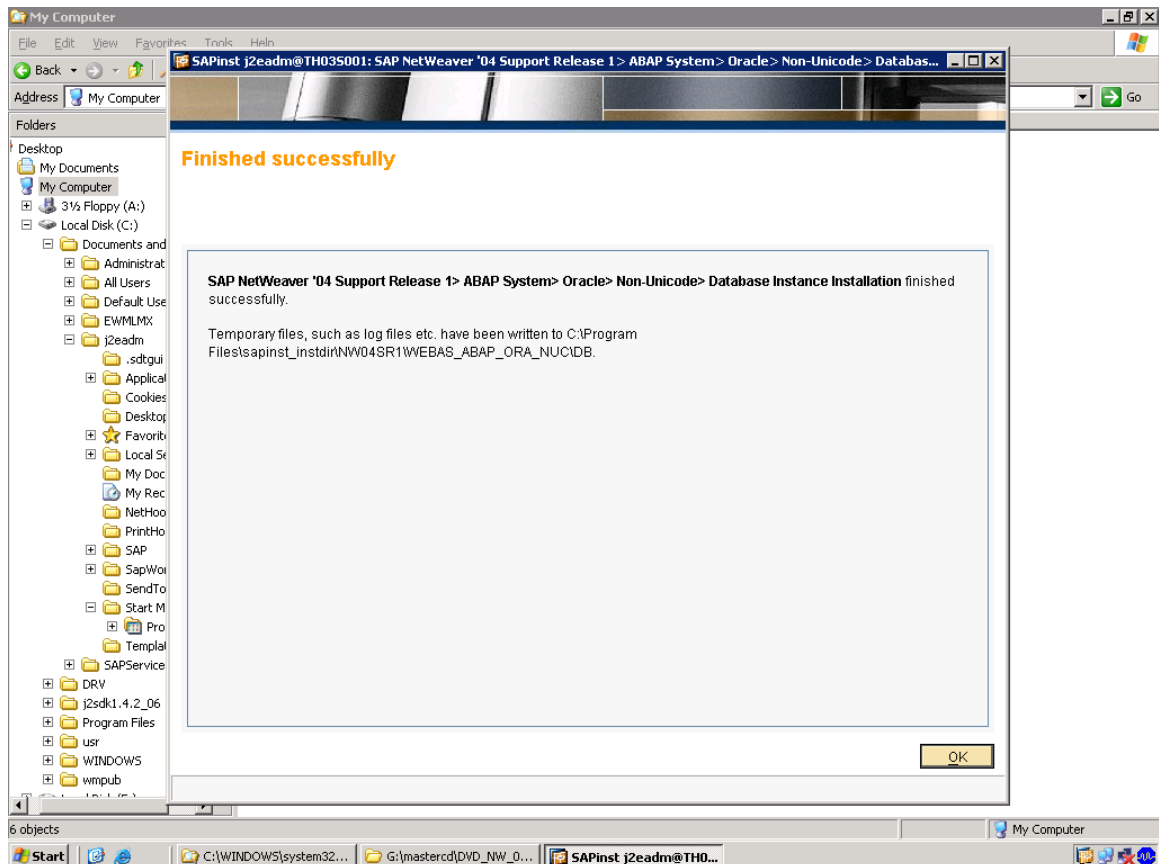 My Computer
File Edit View Favorites Tools Help
Back
Address My Computer
Go
Folders
Desktop
My Documents
My Computer
3½ Floppy (A:)
Local Disk (C:)
Documents and
Administrat
All Users
Default Use
EWMLMX
j2eadm
.sdtgui
Applica
Cookies
Desktop
Favorit
Local Se
My Doc
My Rec
NetHoo
PrintHo
SAP
SapWor
SendTo
Start M
Pro
Templat
SAPService
DRV
j2sdk1.4.2_06
Program Files
usr
WINDOWS
wmpub
SAPinst j2eadm@TH03S001: SAP NetWeaver '04 Support Release 1> ABAP System> Oracle> Non-Unicode> Databas...
Finished successfully
SAP NetWeaver '04 Support Release 1> ABAP System> Oracle> Non-Unicode> Database Instance Installation finished
successfully.
Temporary files, such as log files etc. have been written to C:\Program
Files\sapinst_instdir\NW04SR1\WEBAS_ABAP_ORA_NUC\DB.
OK
6 objects
My Computer
Start
C:\WINDOWS\system32...
G:\mastercd\DVD_NW_0...
SAPinst j2eadm@TH0...